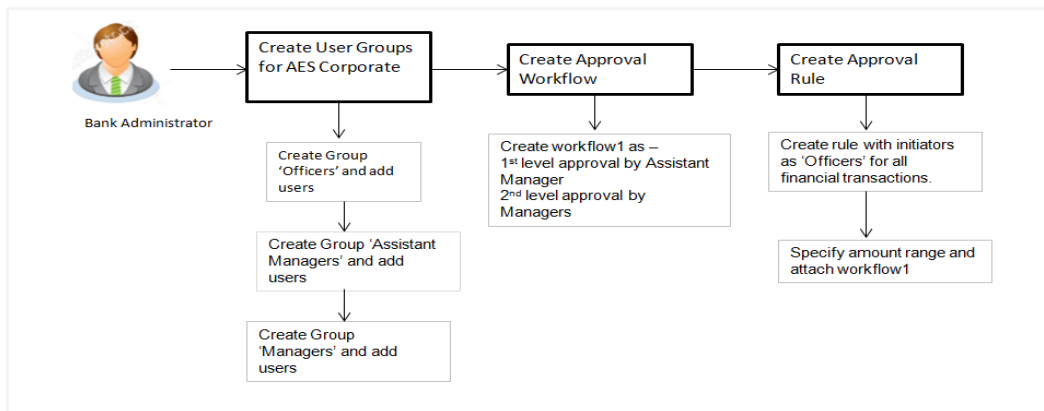 Bank Administrator
Create User Groups
for AES Corporate
Create Approval
Workflow
Create Approval
Rule
Create Group
‘Officers’ and add
users
Create Group ‘Assistant
Managers’ and add
users
Create Group
‘Managers’ and add
users
Create workflow1 as –
1st level approval by Assistant
Manager
2nd level approval by
Managers
Create rule with initiators
as ‘Officers’ for all
financial transactions.
Specify amount range and
attach workflow1